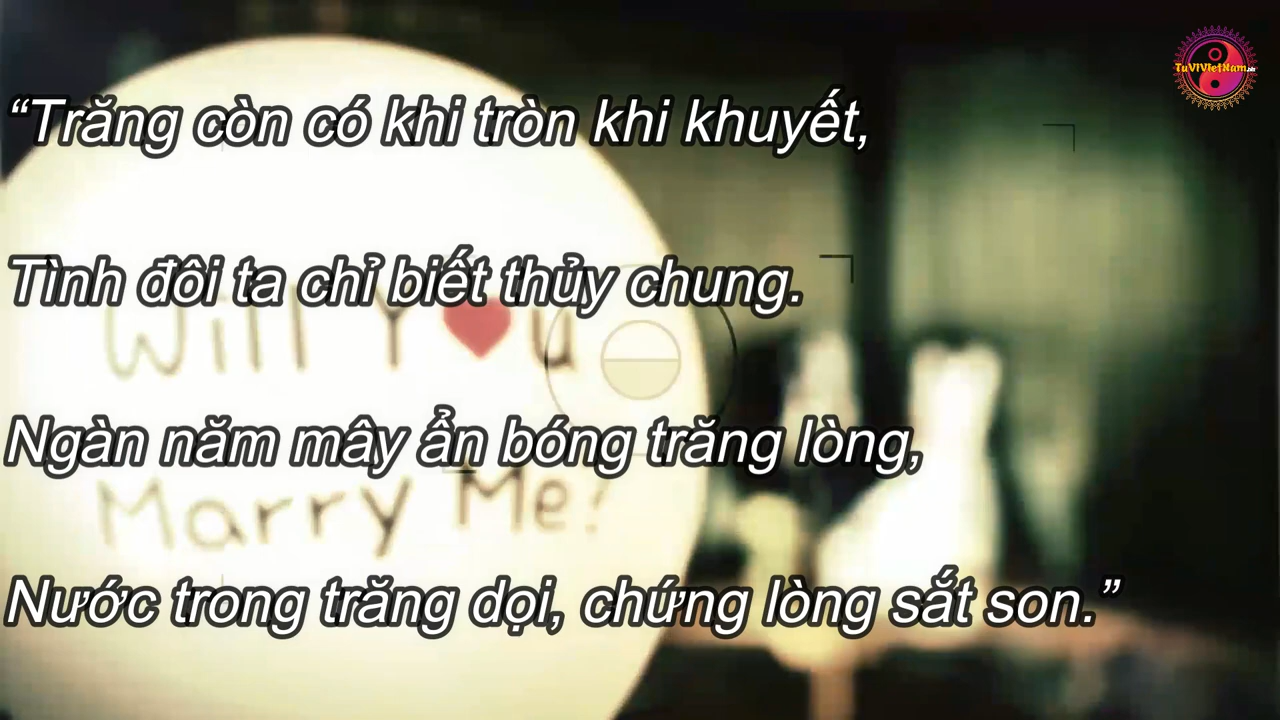 TuViVietNam.vn
“Trăng còn có khi tròn khi khuyết,
Tình đôi ta chỉ biết thủy chung.
Will Y❤u
Ngàn năm mây ẩn bóng trăng lòng,
Marry Me?
Nước trong trăng dọi, chứng lòng sắt son.”